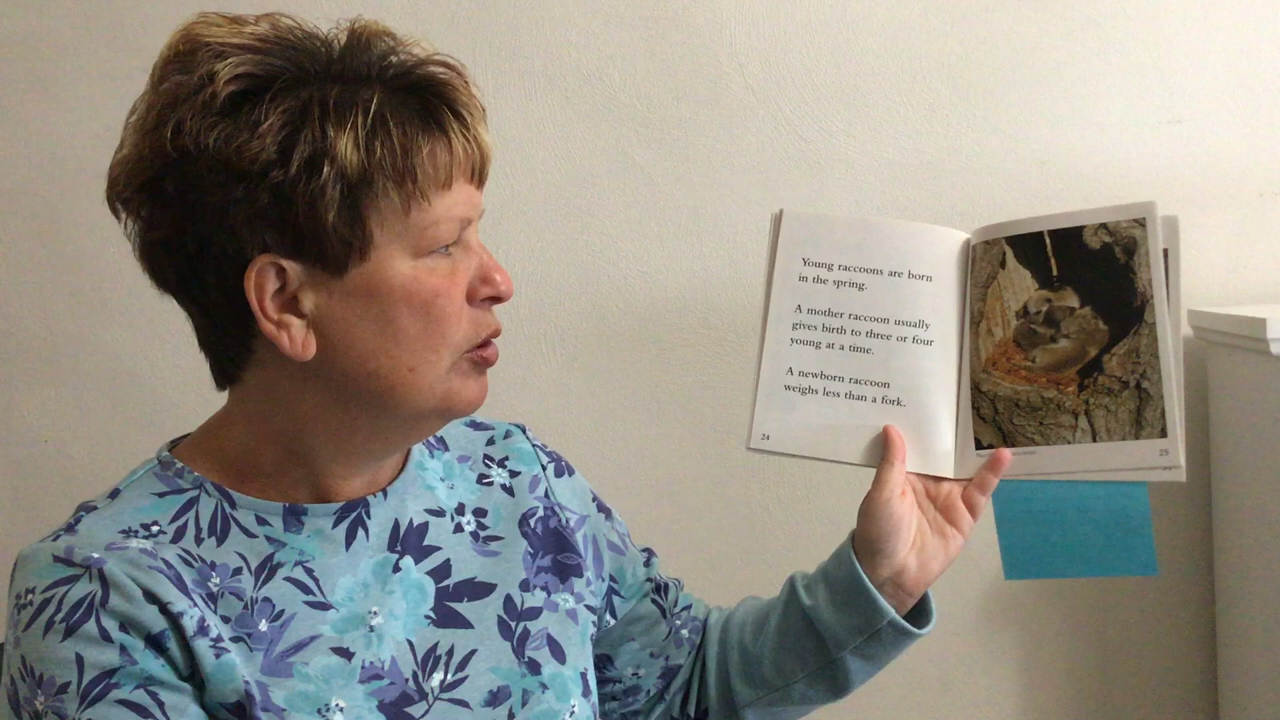 Young raccoons are born
in the spring.
A mother raccoon usually
gives birth to three or four
young at a time.
A newborn raccoon
weighs less than a fork.
24
25